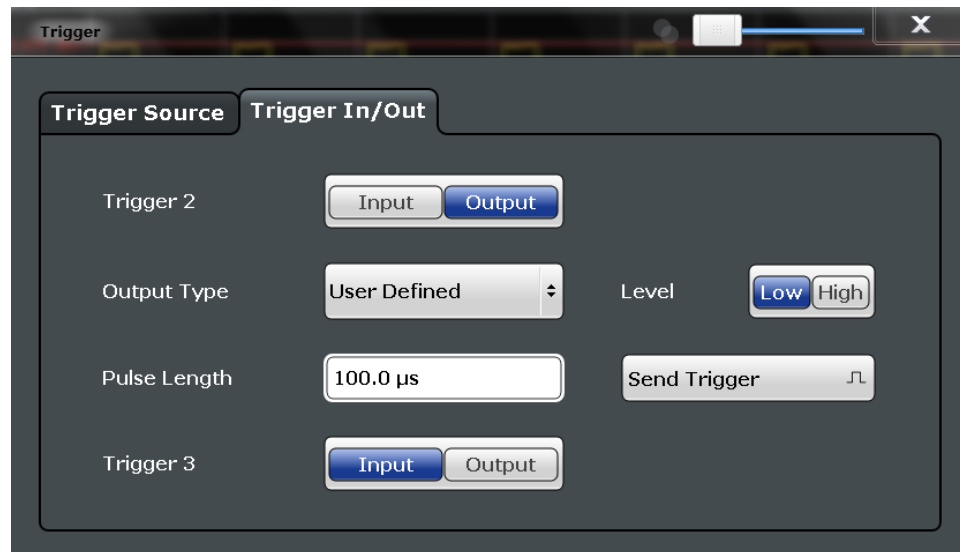 Trigger
X
Trigger Source Trigger In/Out
Trigger 2 Input Output
Output Type User Defined Level Low High
Pulse Length 100.0 µs Send Trigger
Trigger 3 Input Output